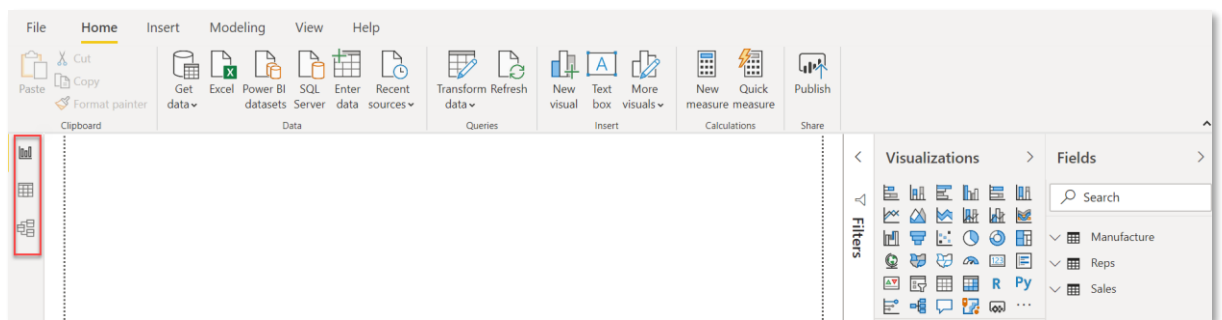 File Home Insert Modeling View Help
Paste
Cut
Copy
Format painter
Clipboard
Get data
Excel
Power BI datasets
SQL Server
Enter data
Recent sources
Data
Transform data
Refresh
Queries
New visual
Text box
More visuals
Insert
New measure
Quick measure
Calculations
Publish
Share
Filters
Visualizations
123
R Py
Fields
Search
Manufacture
Reps
Sales